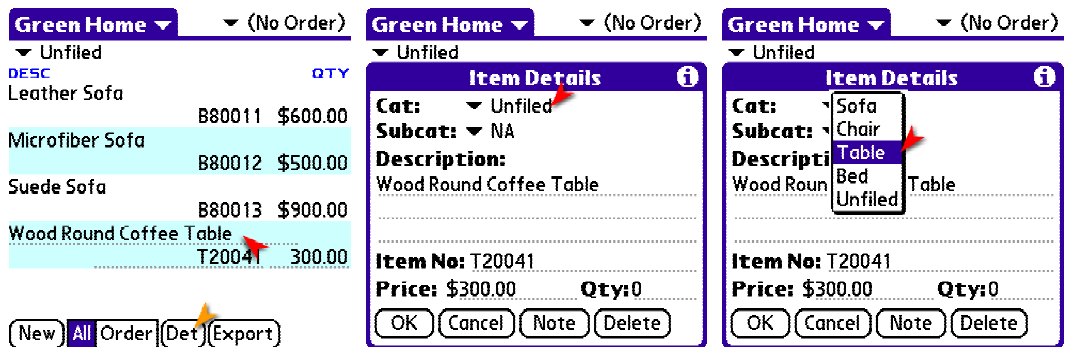 Green Home (No Order)
Unfiled
DESC QTY
Leather Sofa
B80011 $600.00
Microfiber Sofa
B80012 $500.00
Suede Sofa
B80013 $900.00
Wood Round Coffee Table
T20041 300.00
New All Order Det Export
Green Home (No Order)
Unfiled
Item Details i
Cat: Unfiled
Subcat: NA
Description:
Wood Round Coffee Table
Item No: T20041
Price: $300.00 Qty:0
OK Cancel Note Delete
Green Home (No Order)
Unfiled
Item Details i
Cat: Sofa
Subcat: Chair
Table
Descripti Bed
Wood Roun Unfiled Table
Item No: T20041
Price: $300.00 Qty:0
OK Cancel Note Delete